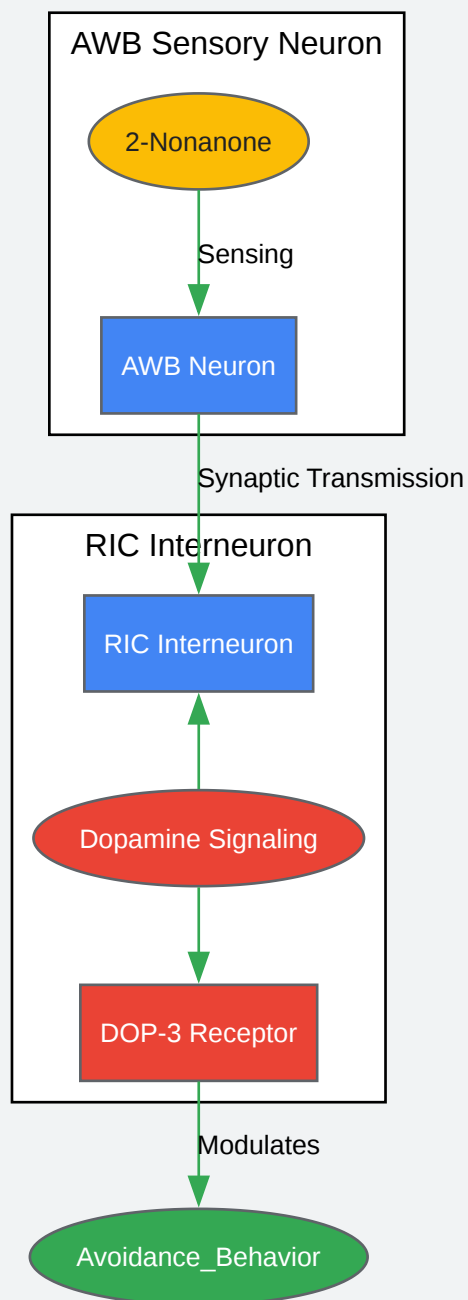 AWB Sensory Neuron
2-Nonanone
Sensing
AWB Neuron
Synaptic Transmission
RIC Interneuron
RIC Interneuron
Dopamine Signaling
DOP-3 Receptor
Modulates
Avoidance_Behavior